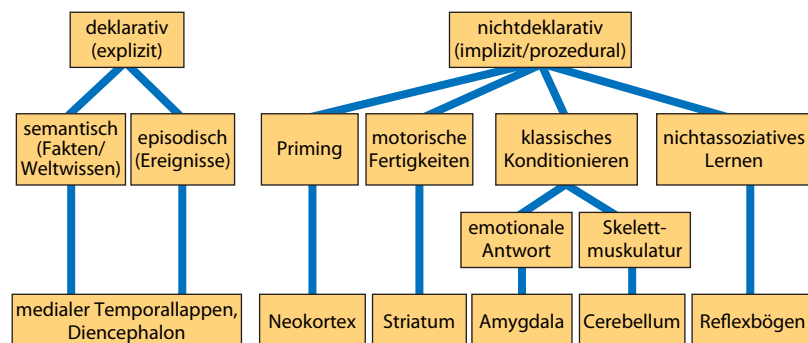 deklarativ
(explizit)
nichtdeklarativ
(implizit/prozedural)
semantisch
(Fakten/
Weltwissen)
episodisch
(Ereignisse)
Priming
motorische
Fertigkeiten
klassisches
Konditionieren
nichtassoziatives
Lernen
emotionale
Antwort
Skelett-
muskulatur
medialer Temporallappen,
Diencephalon
Neokortex
Striatum
Amygdala
Cerebellum
Reflexbögen